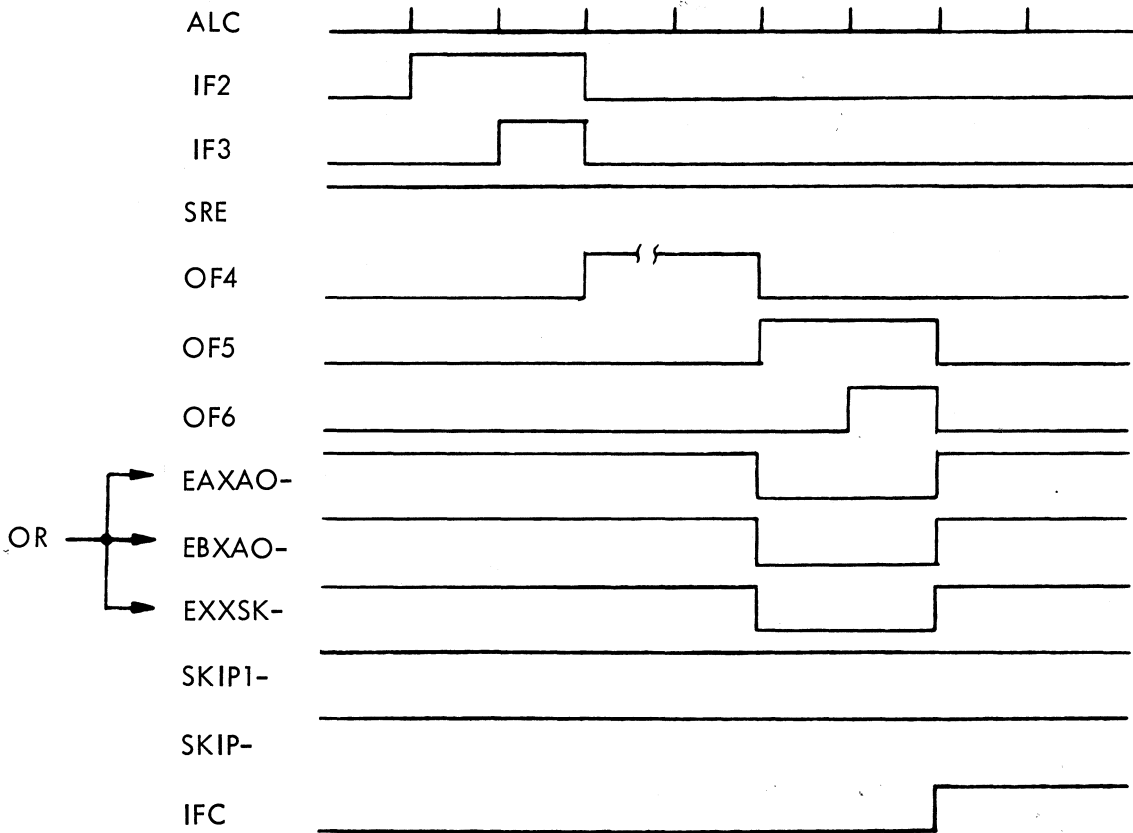 ALC
IF2
IF3
SRE
OF4
OF5
OF6
EAXAO-
OR
EBXAO-
EXXSK-
SKIP1-
SKIP-
IFC